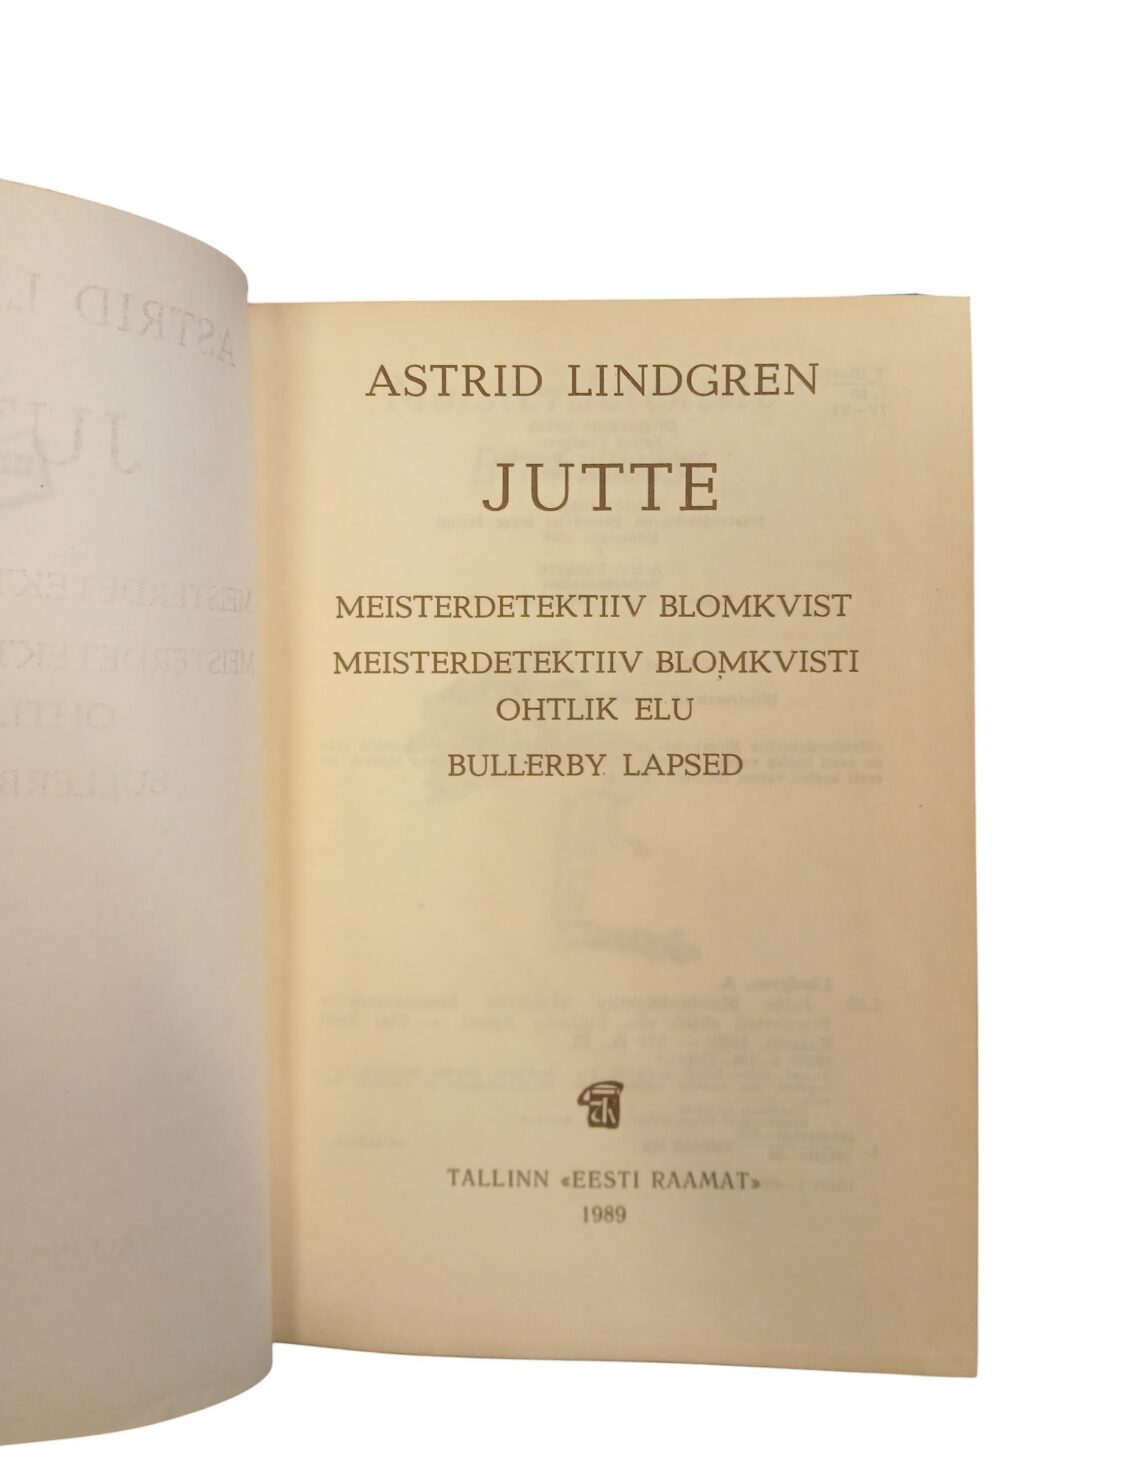 ASTRID LINDGREN
JUTTE
MEISTERDETEKTIIV BLOMKVIST
MEISTERDETEKTIIV BLOMKVISTI
OHTLIK ELU
BULLERBY LAPSED
TALLINN «EESTI RAAMAT»
1989